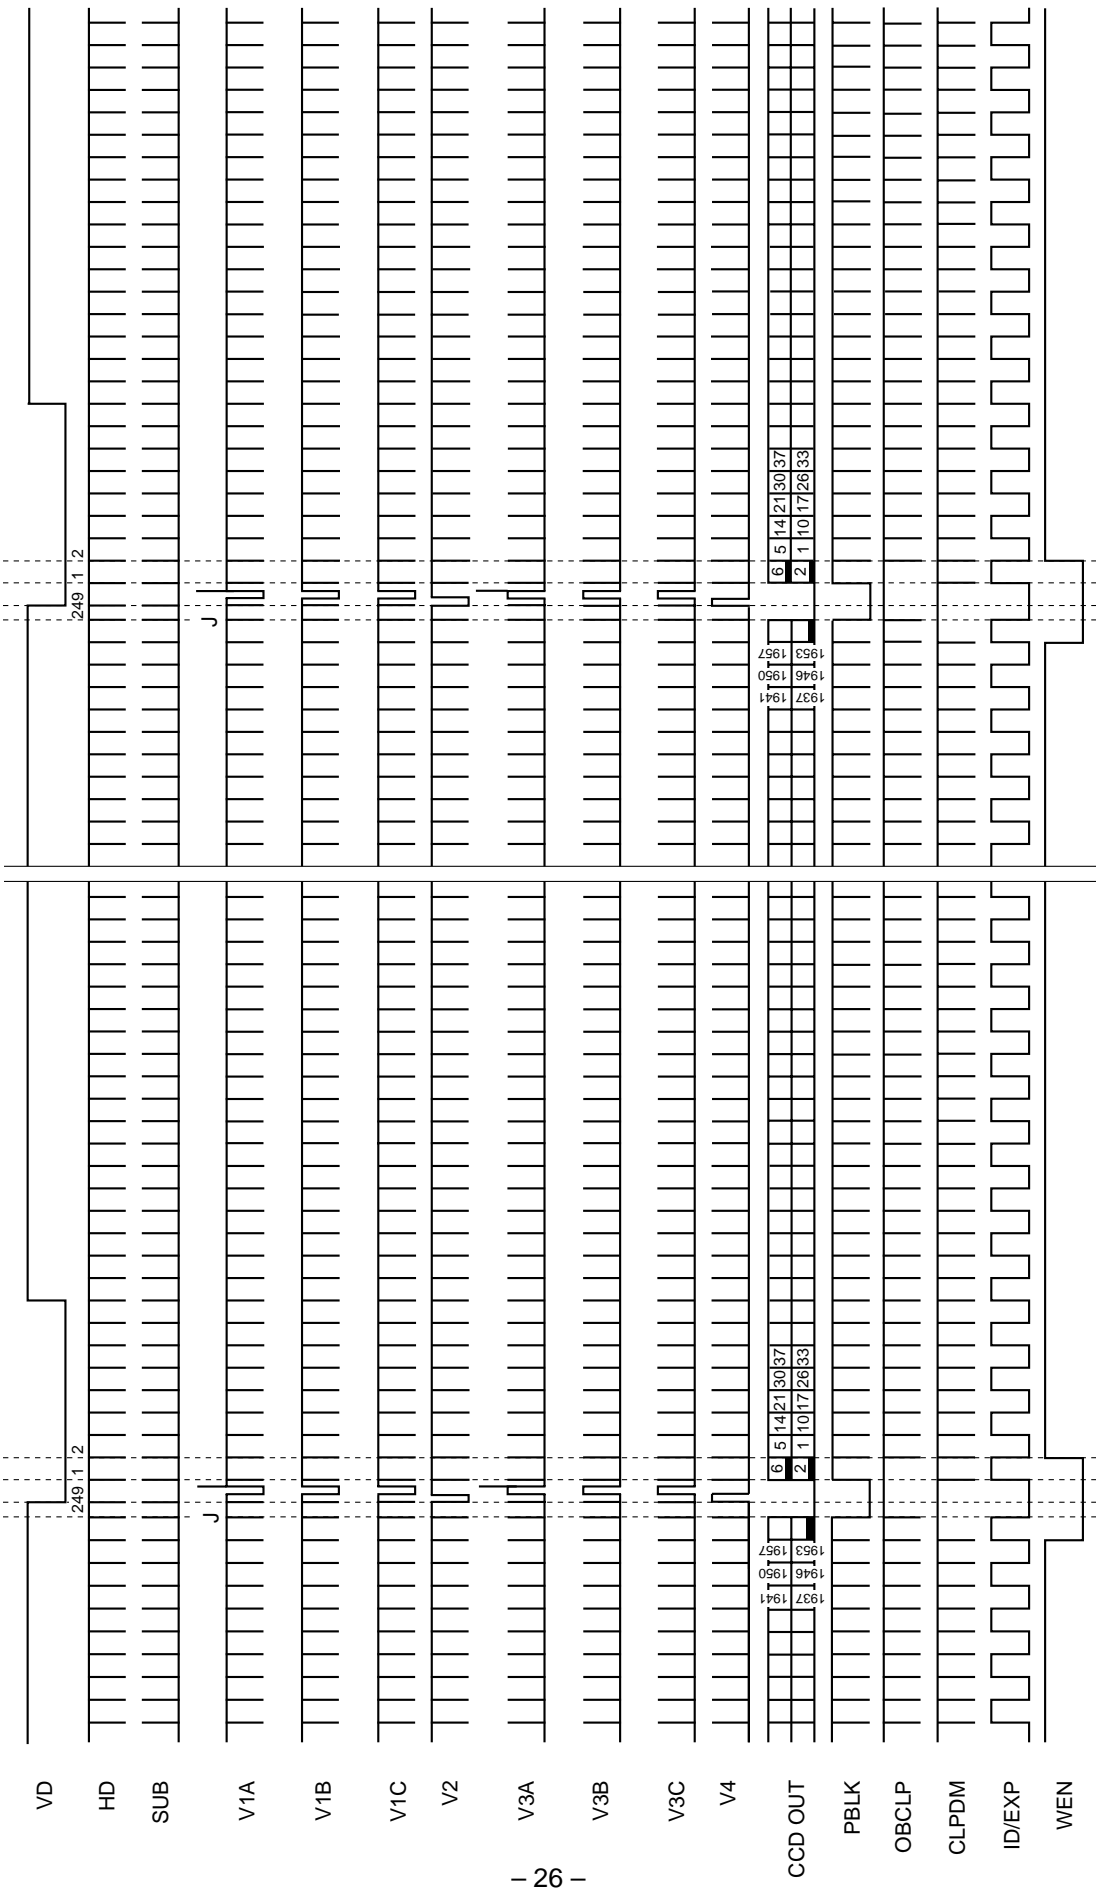 VD
249 1 2 249 1 2
HD
SUB
J J
V1A
V1B
V1C
V2
V3A
V3B
V3C
V4
1941 1950 1957 6 5 14 21 30 37 1941 1950 1957 6 5 14 21 30 37
CCD OUT
1937 1946 1953 2 1 10 17 26 33 1937 1946 1953 2 1 10 17 26 33
PBLK
OBCLP
CLPDM
ID/EXP
WEN
– 26 –